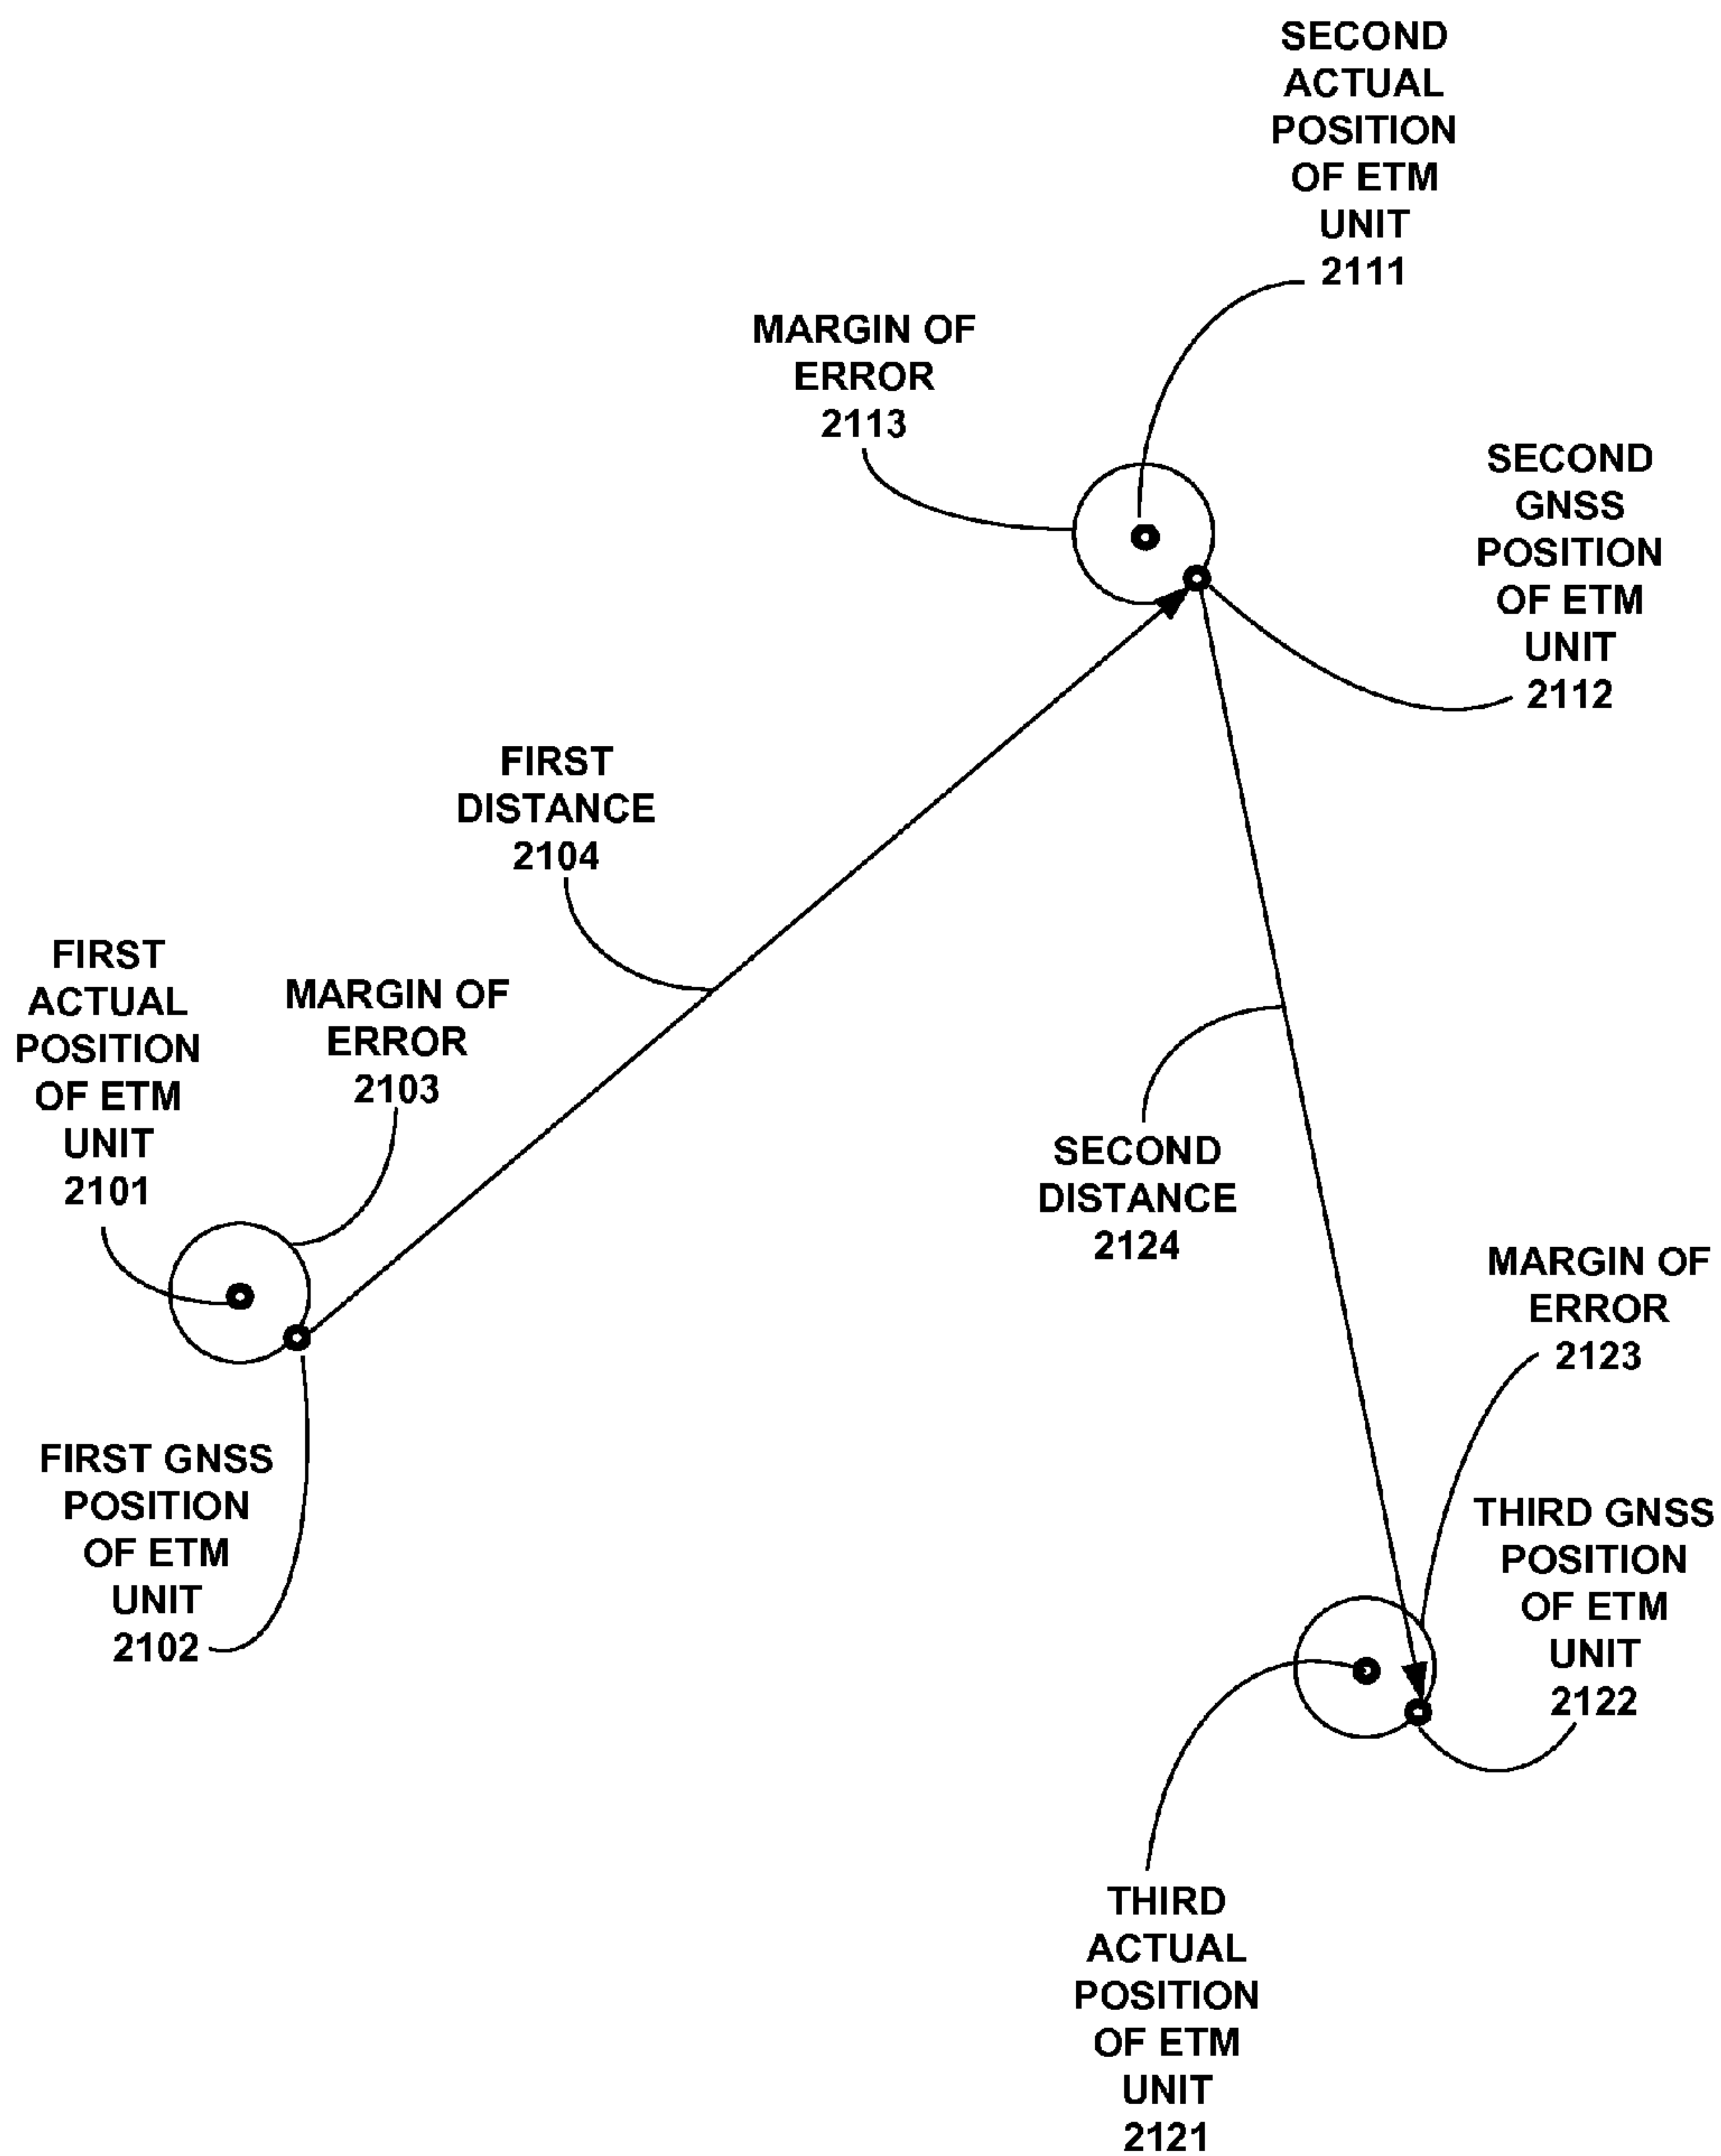 SECOND
ACTUAL
POSITION
OF ETM
UNIT
2111
MARGIN OF
ERROR
2113
SECOND
GNSS
POSITION
OF ETM
UNIT
2112
FIRST
DISTANCE
2104
FIRST
ACTUAL
POSITION
OF ETM
UNIT
2101
MARGIN OF
ERROR
2103
SECOND
DISTANCE
2124
MARGIN OF
ERROR
2123
FIRST GNSS
POSITION
OF ETM
UNIT
2102
THIRD GNSS
POSITION
OF ETM
UNIT
2122
THIRD
ACTUAL
POSITION
OF ETM
UNIT
2121